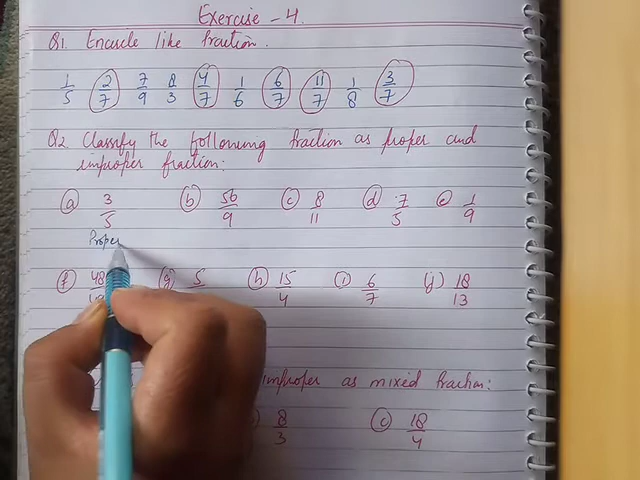 Exercise - 4.
Q1. Encircle like fraction.
1/5 2/7 7/9 8/3 4/7 1/6 6/7 11/7 1/8 3/7
Q2. Classify the following fraction as proper and
improper fraction:
(a) 3/5 (b) 56/9 (c) 8/11 (d) 7/5 (e) 1/9
Prope
(f) 48 (g) 5 (h) 15/4 (i) 6/7 (j) 18/13
improper as mixed fraction:
8/3 (c) 18/4